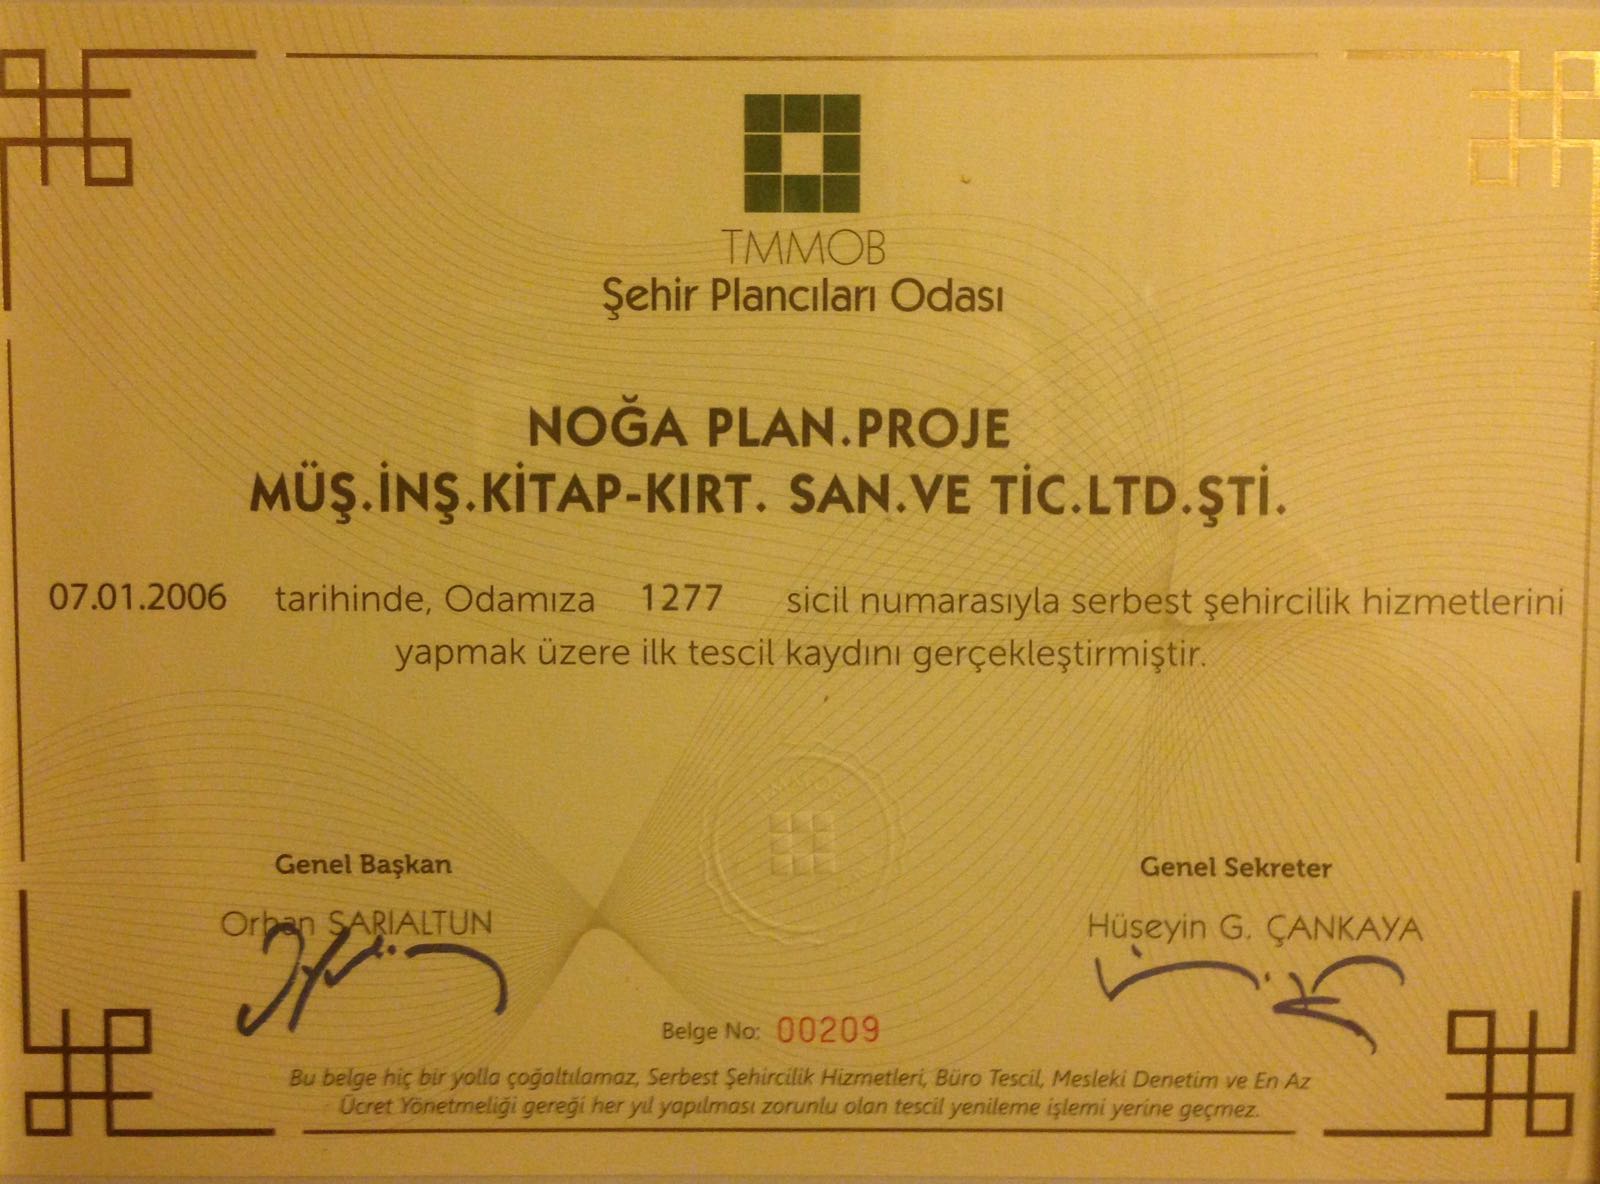 TMMOB
Şehir Plancıları Odası
NOĞA PLAN.PROJE
MÜŞ.İNŞ.KİTAP-KIRT. SAN.VE TİC.LTD.ŞTİ.
07.01.2006 tarihinde, Odamıza 1277 sicil numarasıyla serbest şehircilik hizmetlerini
yapmak üzere ilk tescil kaydını gerçekleştirmiştir.
Genel Başkan Genel Sekreter
Orhan SARIALTUN Hüseyin G. ÇANKAYA
Belge No: 00209
Bu belge hiç bir yolla çoğaltılamaz, Serbest Şehircilik Hizmetleri, Büro Tescil, Mesleki Denetim ve En Az
Ücret Yönetmeliği gereği her yıl yapılması zorunlu olan tescil yenileme işlemi yerine geçmez.